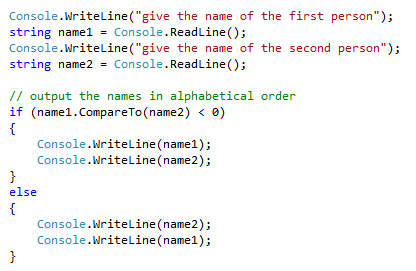 Console.WriteLine("give the name of the first person");
string name1 = Console.ReadLine();
Console.WriteLine("give the name of the second person");
string name2 = Console.ReadLine();

// output the names in alphabetical order
if (name1.CompareTo(name2) < 0)
{
    Console.WriteLine(name1);
    Console.WriteLine(name2);
}
else
{
    Console.WriteLine(name2);
    Console.WriteLine(name1);
}